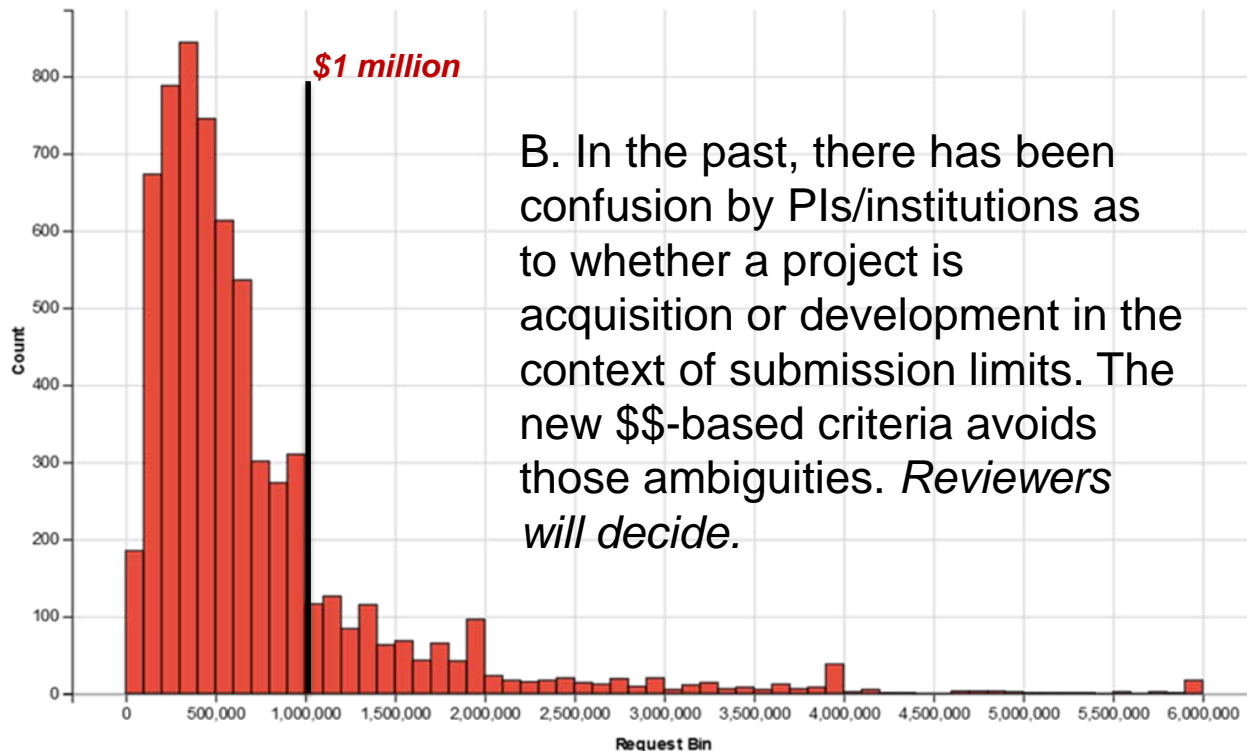 $1 million
B. In the past, there has been
confusion by PIs/institutions as
to whether a project is
acquisition or development in the
context of submission limits. The
new $$-based criteria avoids
those ambiguities. Reviewers
will decide.
Count
800
700
600
500
400
300
200
100
0
0 500,000 1,000,000 1,500,000 2,000,000 2,500,000 3,000,000 3,500,000 4,000,000 4,500,000 5,000,000 5,500,000 6,000,000
Request Bin